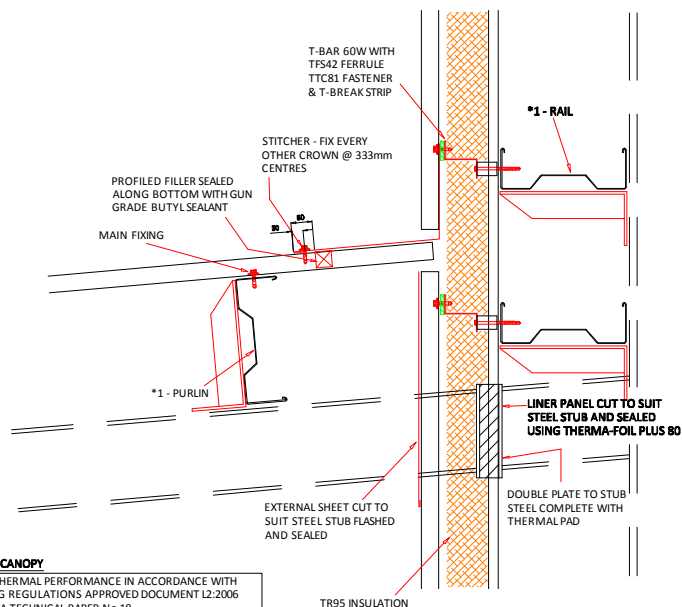 T-BAR 60W WITH
TFS42 FERRULE
TTC81 FASTENER
& T-BREAK STRIP
*1 - RAIL
STITCHER - FIX EVERY
OTHER CROWN @ 333mm
CENTRES
PROFILED FILLER SEALED
ALONG BOTTOM WITH GUN
GRADE BUTYL SEALANT
50
MAIN FIXING
*1 - PURLIN
LINER PANEL CUT TO SUIT
STEEL STUB AND SEALED
USING THERMA-FOIL PLUS 80
DOUBLE PLATE TO STUB
STEEL COMPLETE WITH
THERMAL PAD
EXTERNAL SHEET CUT TO
SUIT STEEL STUB FLASHED
AND SEALED
CANOPY
HERMAL PERFORMANCE IN ACCORDANCE WITH
G REGULATIONS APPROVED DOCUMENT L2:2006
A TECHNICAL PAPER No 18
TR95 INSULATION